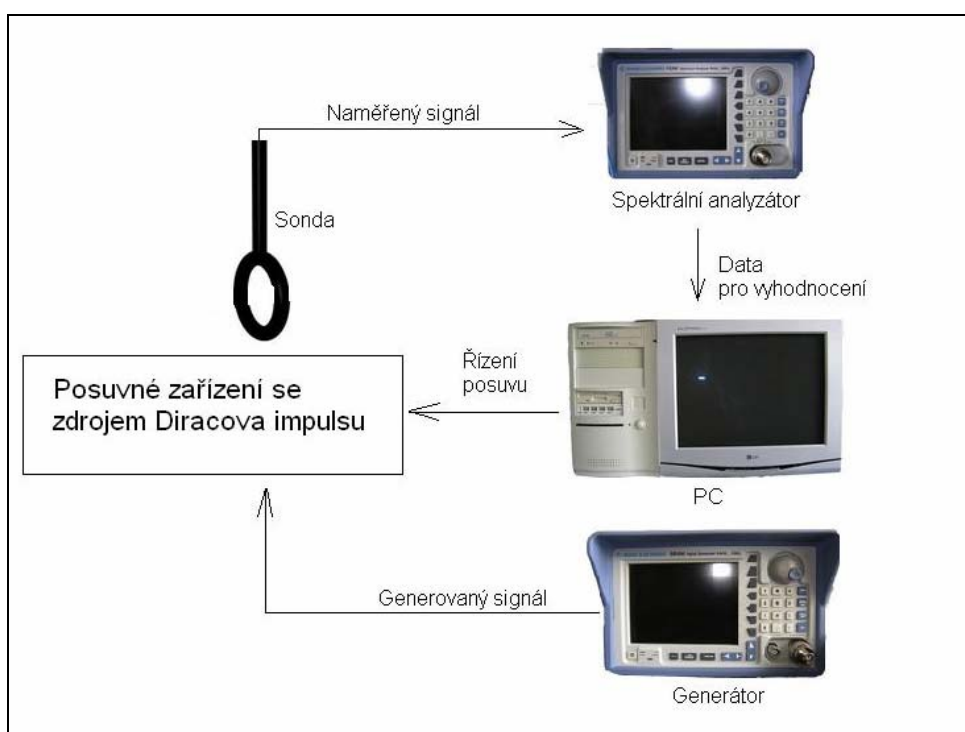 Naměřený signál
Spektrální analyzátor
Sonda
Data
pro vyhodnocení
Řízení
posuvu
Posuvné zařízení se
zdrojem Diracova impulsu
PC
Generovaný signál
Generátor